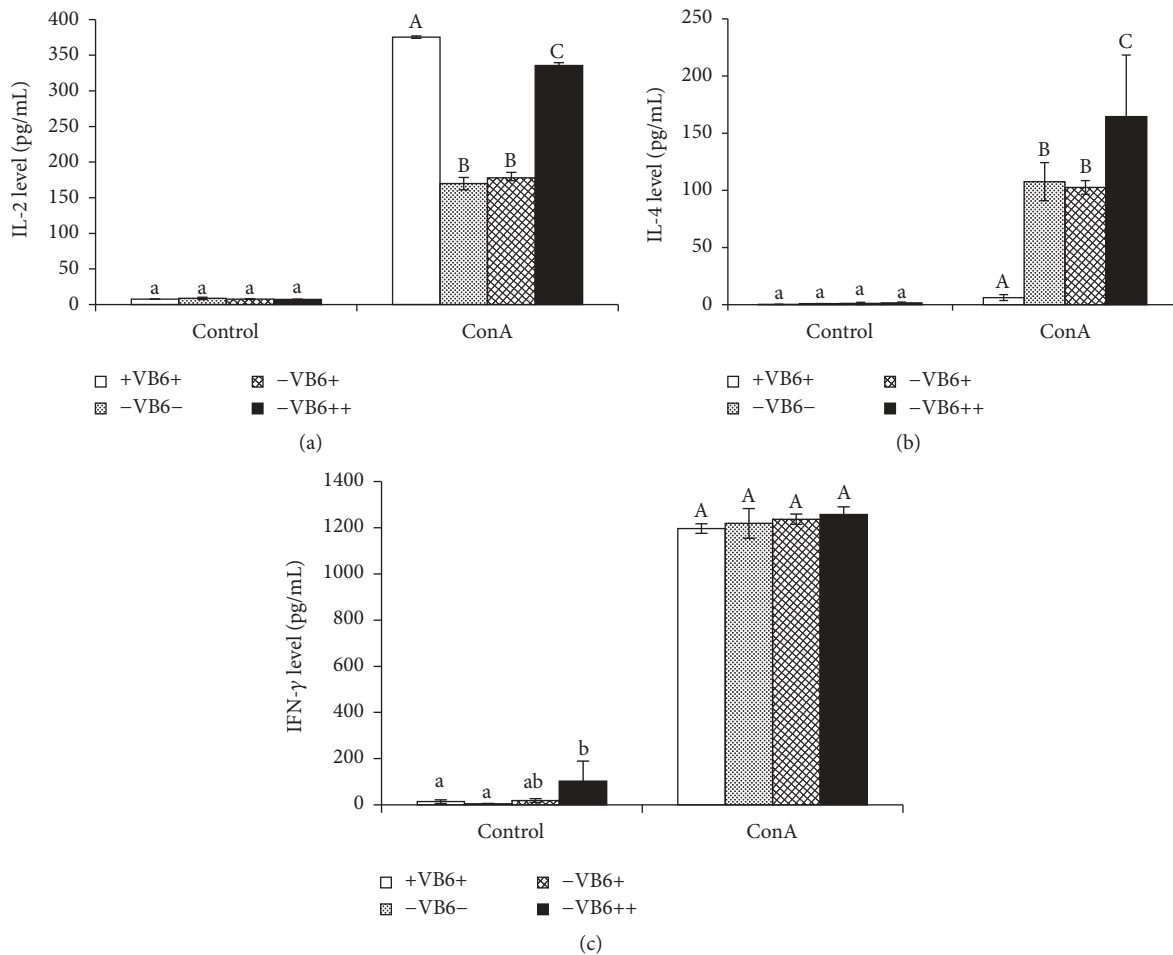 400
350
300
250
200
150
100
50
0
IL-2 level (pg/mL)
a a a a
A B B C
Control ConA
+VB6+ −VB6+
−VB6− −VB6++
(a)
250
200
150
100
50
0
IL-4 level (pg/mL)
a a a a
A B B C
Control ConA
+VB6+ −VB6+
−VB6− −VB6++
(b)
1400
1200
1000
800
600
400
200
0
IFN-γ level (pg/mL)
a a ab b
A A A A
Control ConA
+VB6+ −VB6+
−VB6− −VB6++
(c)